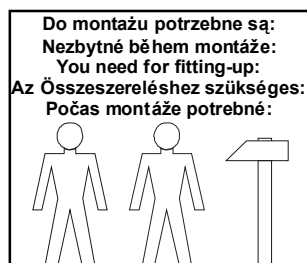 Do montażu potrzebne są:
Nezbytné během montáže:
You need for fitting-up:
Az Összeszereléshez szükséges:
Počas montáže potrebné: